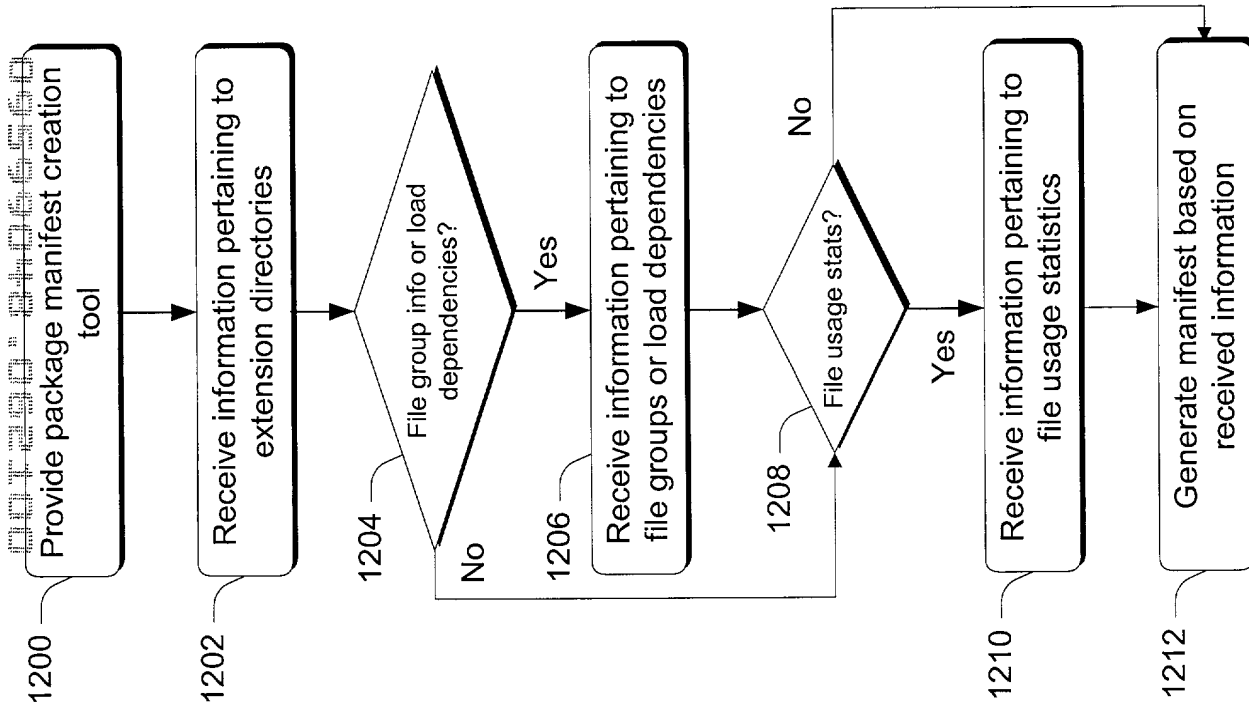 1200
Provide package manifest creation
tool
1202
Receive information pertaining to
extension directories
1204
File group info or load
dependencies?
No
Yes
1206
Receive information pertaining to
file groups or load dependencies
1208
File usage stats?
No
Yes
1210
Receive information pertaining to
file usage statistics
1212
Generate manifest based on
received information